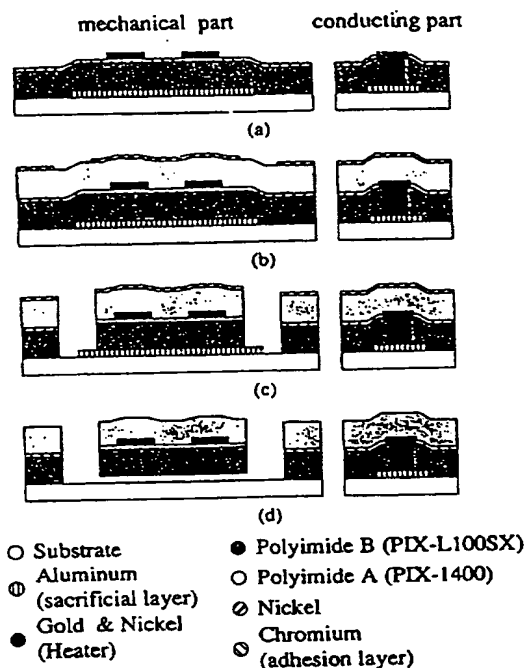 mechanical part
conducting part
(a)
(b)
(c)
(d)
Substrate
Aluminum
(sacrificial layer)
Gold & Nickel
(Heater)
Polyimide B (PIX-L100SX)
Polyimide A (PIX-1400)
Nickel
Chromium
(adhesion layer)